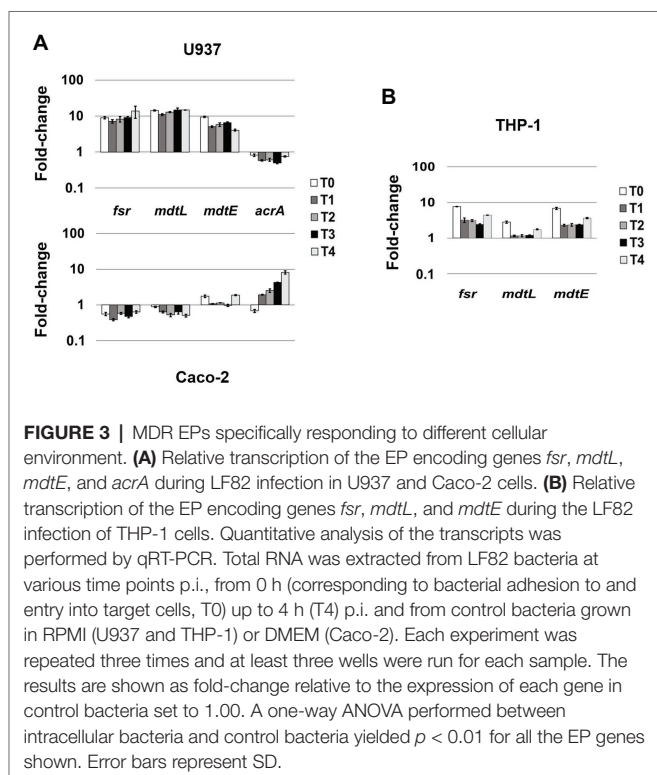 A
U937
Fold-change
100
10
1
0.1
fsr mdtL mdtE acrA
T0
T1
T2
T3
T4
Fold-change
100
10
1
0.1
Caco-2
B
THP-1
Fold-change
100
10
1
0.1
fsr mdtL mdtE
T0
T1
T2
T3
T4
FIGURE 3 | MDR EPs specifically responding to different cellular
environment. (A) Relative transcription of the EP encoding genes fsr, mdtL,
mdtE, and acrA during LF82 infection in U937 and Caco-2 cells. (B) Relative
transcription of the EP encoding genes fsr, mdtL, and mdtE during the LF82
infection of THP-1 cells. Quantitative analysis of the transcripts was
performed by qRT-PCR. Total RNA was extracted from LF82 bacteria at
various time points p.i., from 0 h (corresponding to bacterial adhesion to and
entry into target cells, T0) up to 4 h (T4) p.i. and from control bacteria grown
in RPMI (U937 and THP-1) or DMEM (Caco-2). Each experiment was
repeated three times and at least three wells were run for each sample. The
results are shown as fold-change relative to the expression of each gene in
control bacteria set to 1.00. A one-way ANOVA performed between
intracellular bacteria and control bacteria yielded p < 0.01 for all the EP genes
shown. Error bars represent SD.